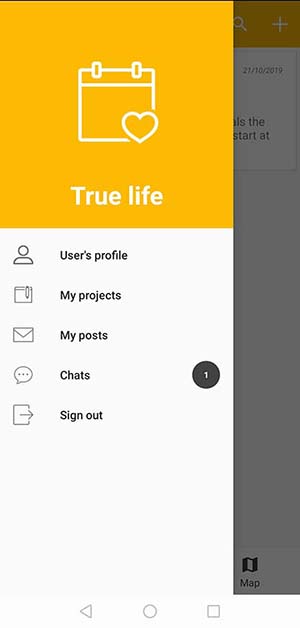 21/10/2019
als the
start at
True life
User's profile
My projects
My posts
Chats
1
Sign out
Map